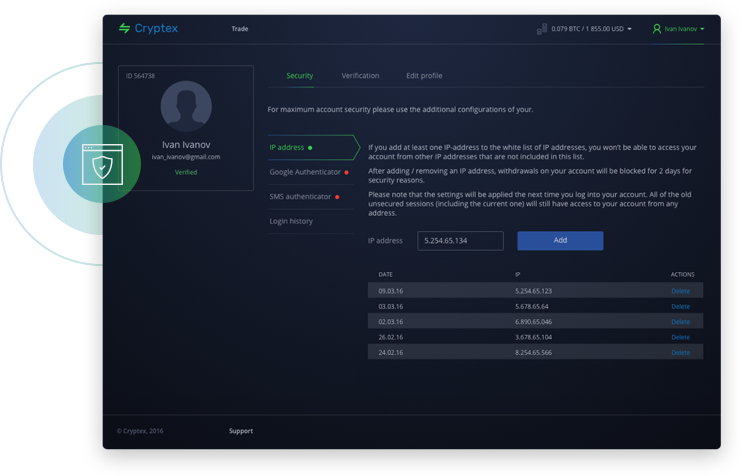 Cryptex
Trade
0.079 BTC / 1 855,00 USD
Ivan Ivanov
ID 564738
Ivan Ivanov
ivan_ivanov@gmail.com
Verified
Security
Verification
Edit profile
For maximum account security please use the additional configurations of your.
IP address
Google Authenticator
SMS authenticator
Login history
If you add at least one IP-address to the white list of IP addresses, you won't be able to access your
account from other IP addresses that are not included in this list.
After adding / removing an IP address, withdrawals on your account will be blocked for 2 days for
security reasons.
Please note that the settings will be applied the next time you log into your account. All of the old
unsecured sessions (including the current one) will still have access to your account from any
address.
IP address
5.254.65.134
Add
DATE IP ACTIONS
09.03.16 5.254.65.123 Delete
03.03.16 5.678.65.64 Delete
02.03.16 6.890.65.046 Delete
26.02.16 3.678.65.104 Delete
24.02.16 8.254.65.566 Delete
© Cryptex, 2016
Support